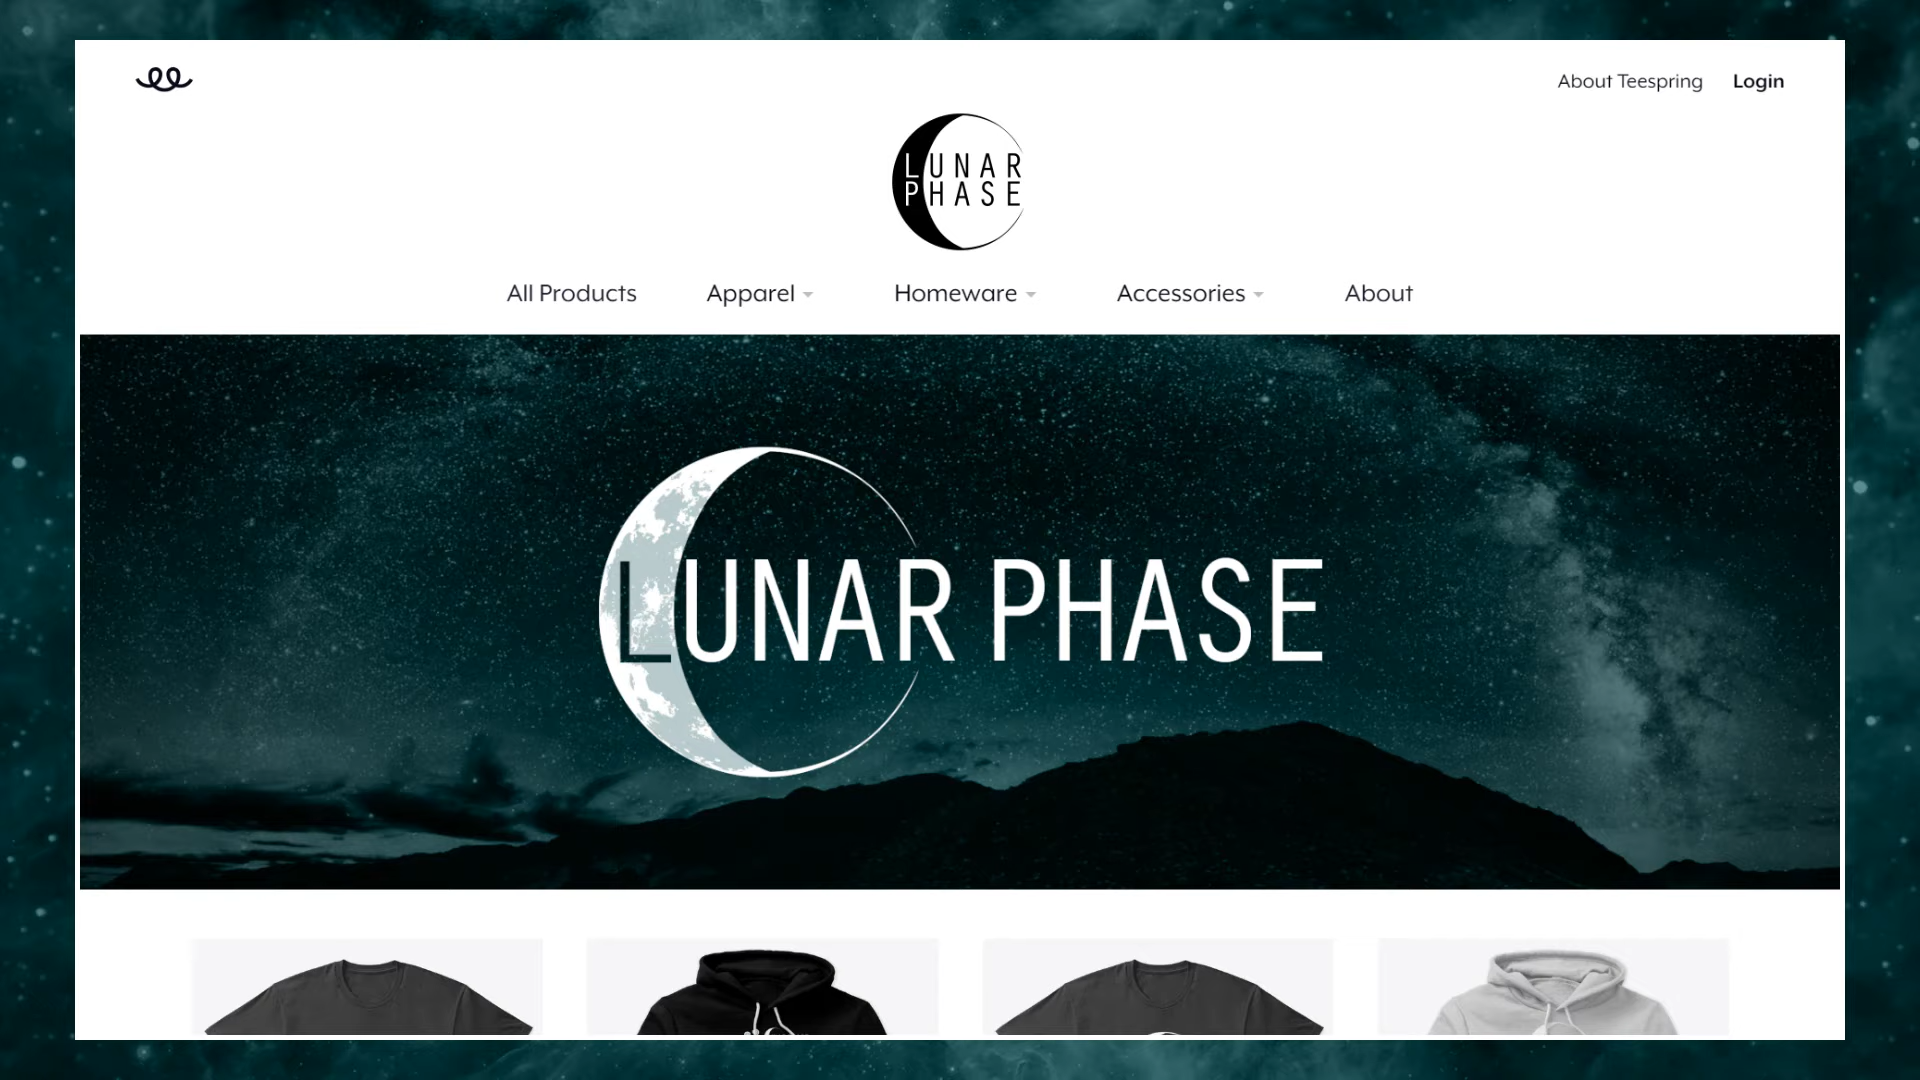 About Teespring
Login
LUNAR
PHASE
All Products
Apparel
Homeware
Accessories
About
LUNAR PHASE